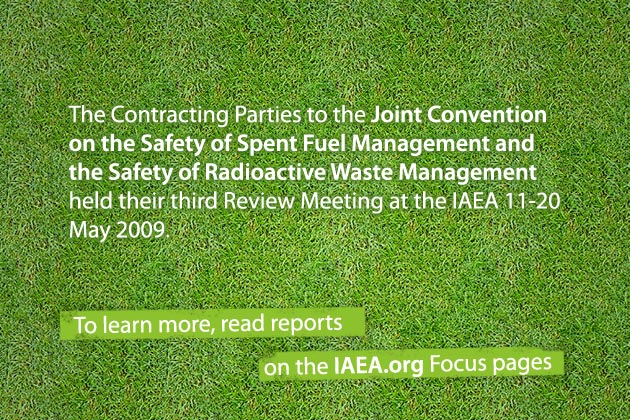 The Contracting Parties to the Joint Convention
on the Safety of Spent Fuel Management and
the Safety of Radioactive Waste Management
held their third Review Meeting at the IAEA 11-20
May 2009.
To learn more, read reports
on the IAEA.org Focus pages